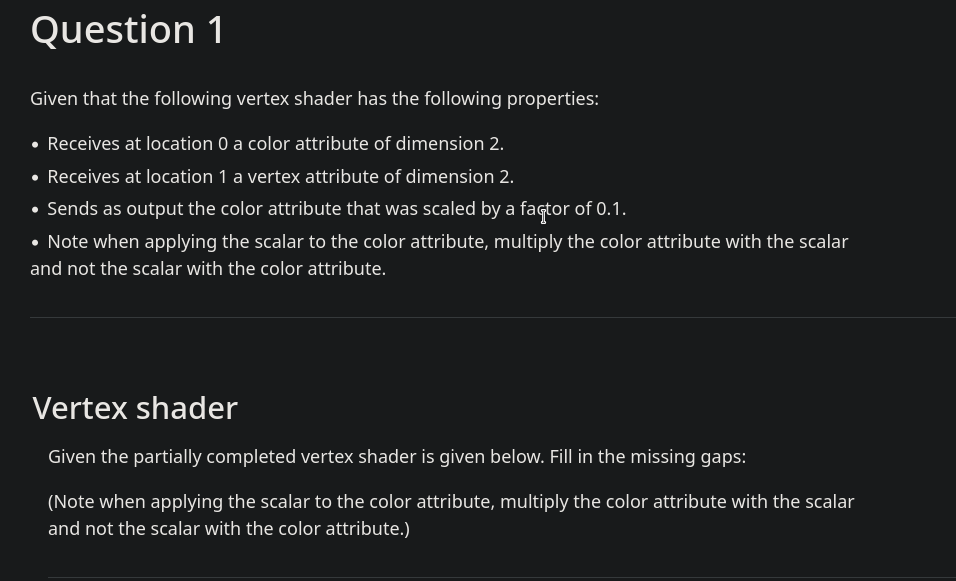 Question 1
Given that the following vertex shader has the following properties:
• Receives at location 0 a color attribute of dimension 2.
• Receives at location 1 a vertex attribute of dimension 2.
• Sends as output the color attribute that was scaled by a factor of 0.1.
• Note when applying the scalar to the color attribute, multiply the color attribute with the scalar
and not the scalar with the color attribute.
Vertex shader
Given the partially completed vertex shader is given below. Fill in the missing gaps:
(Note when applying the scalar to the color attribute, multiply the color attribute with the scalar
and not the scalar with the color attribute.)